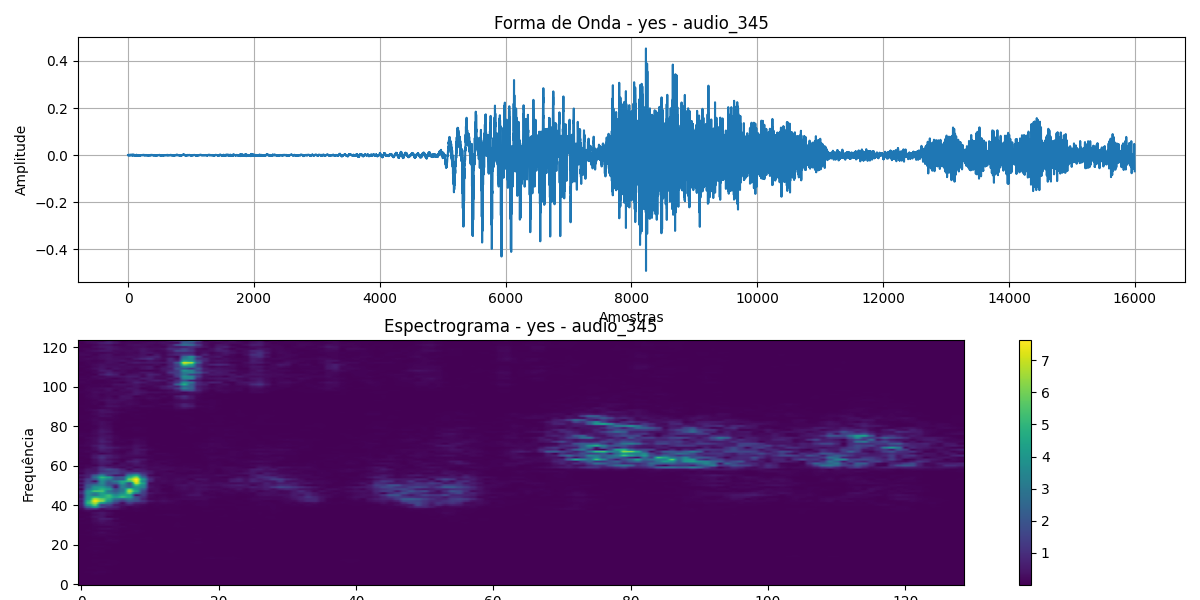 Forma de Onda - yes - audio_345
Amplitude
0.4
0.2
0.0
−0.2
−0.4
0 2000 4000 6000 8000 10000 12000 14000 16000
Amostras
Espectrograma - yes - audio_345
Frequência
120
100
80
60
40
20
0
7
6
5
4
3
2
1
0 20 40 60 80 100 120